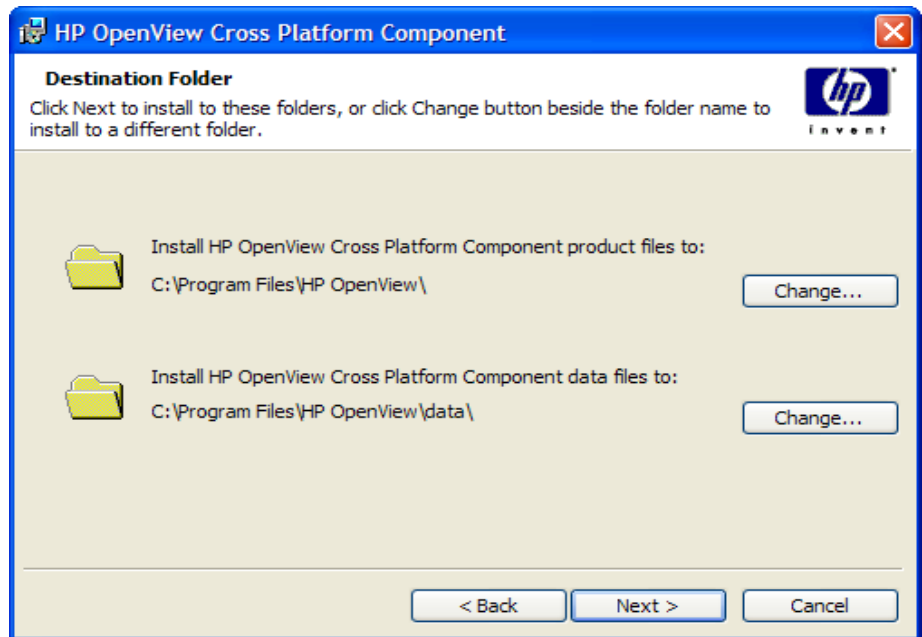 HP OpenView Cross Platform Component
Destination Folder
Click Next to install to these folders, or click Change button beside the folder name to
install to a different folder.
hp
invent
Install HP OpenView Cross Platform Component product files to:
C:\Program Files\HP OpenView\
Change...
Install HP OpenView Cross Platform Component data files to:
C:\Program Files\HP OpenView\data\
Change...
< Back
Next >
Cancel